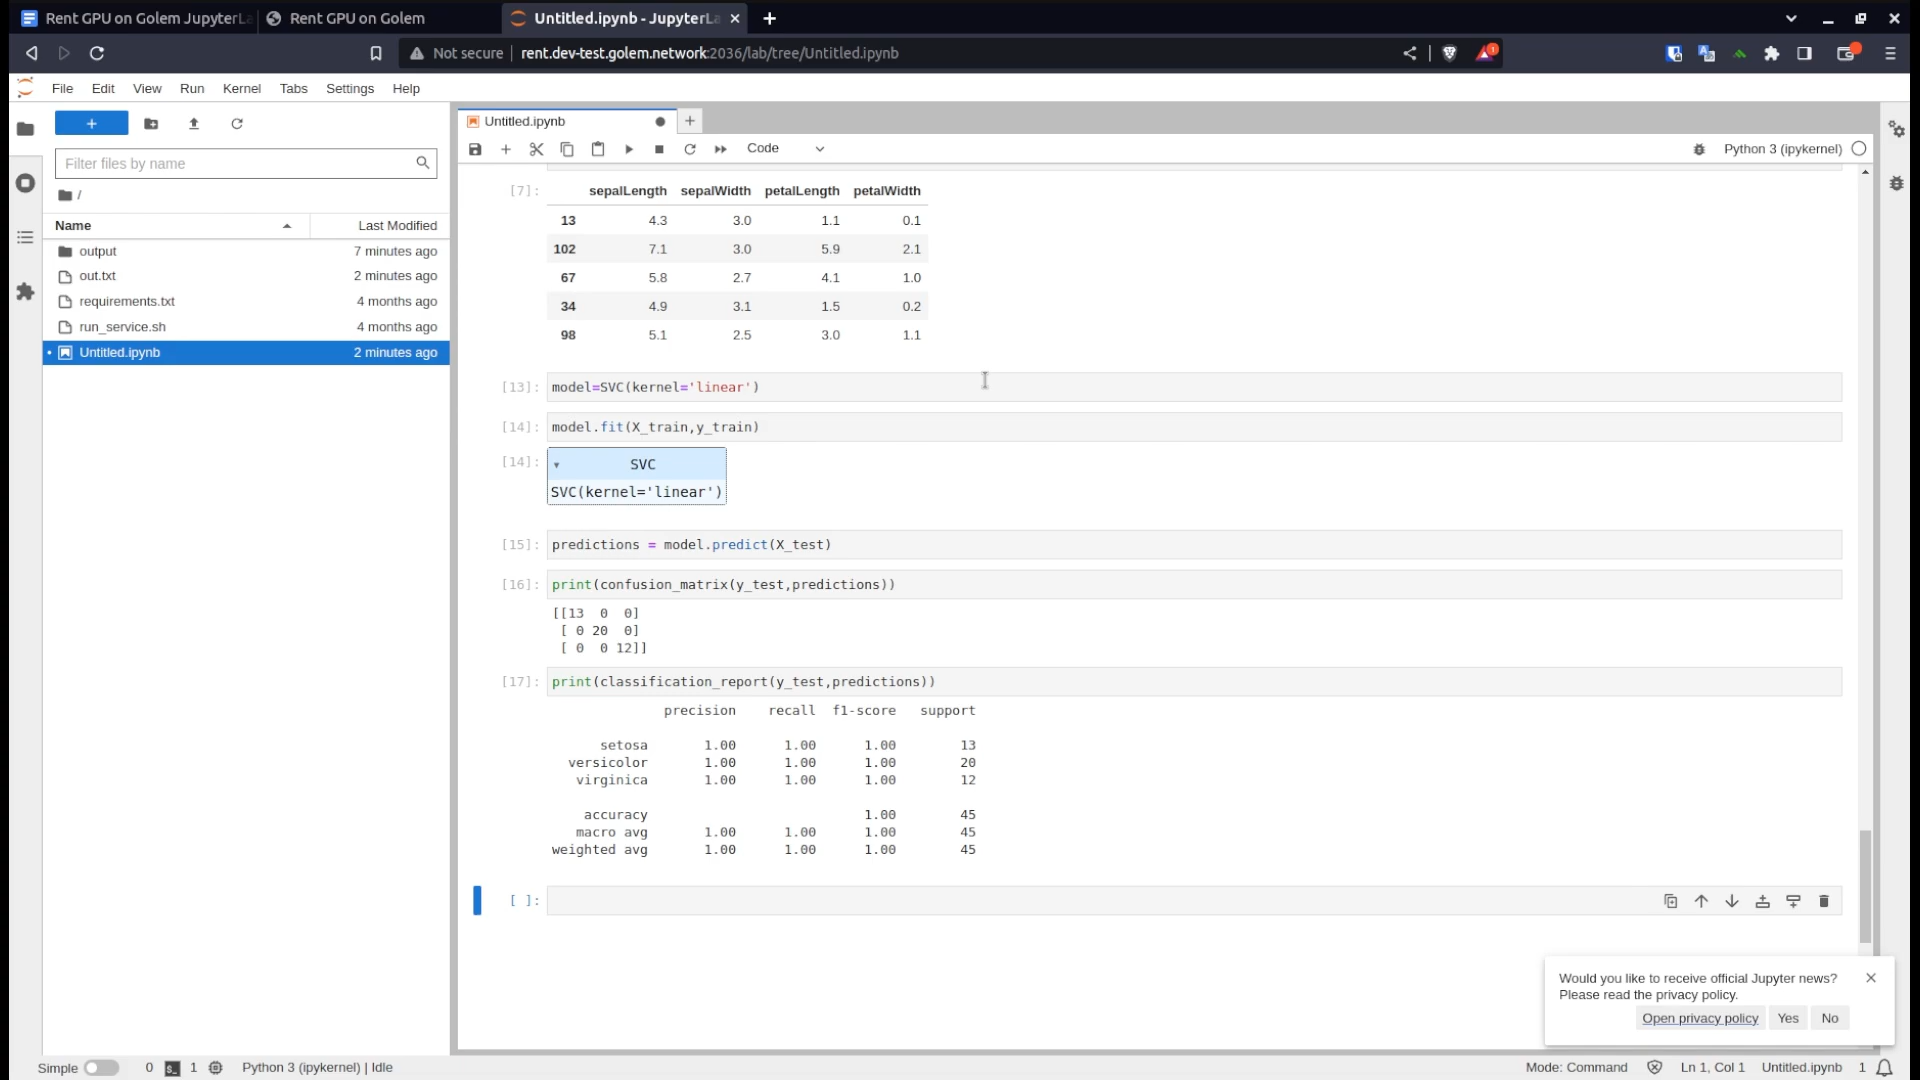 Rent GPU on Golem JupyterLa
Rent GPU on Golem
Untitled.ipynb - JupyterLa
Not secure rent.dev-test.golem.network:2036/lab/tree/Untitled.ipynb
1
File Edit View Run Kernel Tabs Settings Help
Untitled.ipynb
Filter files by name
Code
Python 3 (ipykernel)
/
Name Last Modified
output 7 minutes ago
out.txt 2 minutes ago
requirements.txt 4 months ago
run_service.sh 4 months ago
Untitled.ipynb 2 minutes ago
[7]: sepalLength sepalWidth petalLength petalWidth
13 4.3 3.0 1.1 0.1
102 7.1 3.0 5.9 2.1
67 5.8 2.7 4.1 1.0
34 4.9 3.1 1.5 0.2
98 5.1 2.5 3.0 1.1
[13]: model=SVC(kernel='linear')
[14]: model.fit(X_train,y_train)
[14]: SVC
SVC(kernel='linear')
[15]: predictions = model.predict(X_test)
[16]: print(confusion_matrix(y_test,predictions))
[[13 0 0]
[ 0 20 0]
[ 0 0 12]]
[17]: print(classification_report(y_test,predictions))
precision recall f1-score support
setosa 1.00 1.00 1.00 13
versicolor 1.00 1.00 1.00 20
virginica 1.00 1.00 1.00 12
accuracy 1.00 45
macro avg 1.00 1.00 1.00 45
weighted avg 1.00 1.00 1.00 45
[ ]:
Would you like to receive official Jupyter news?
Please read the privacy policy.
Open privacy policy Yes No
Simple 0 1 Python 3 (ipykernel) | Idle
Mode: Command Ln 1, Col 1 Untitled.ipynb 1